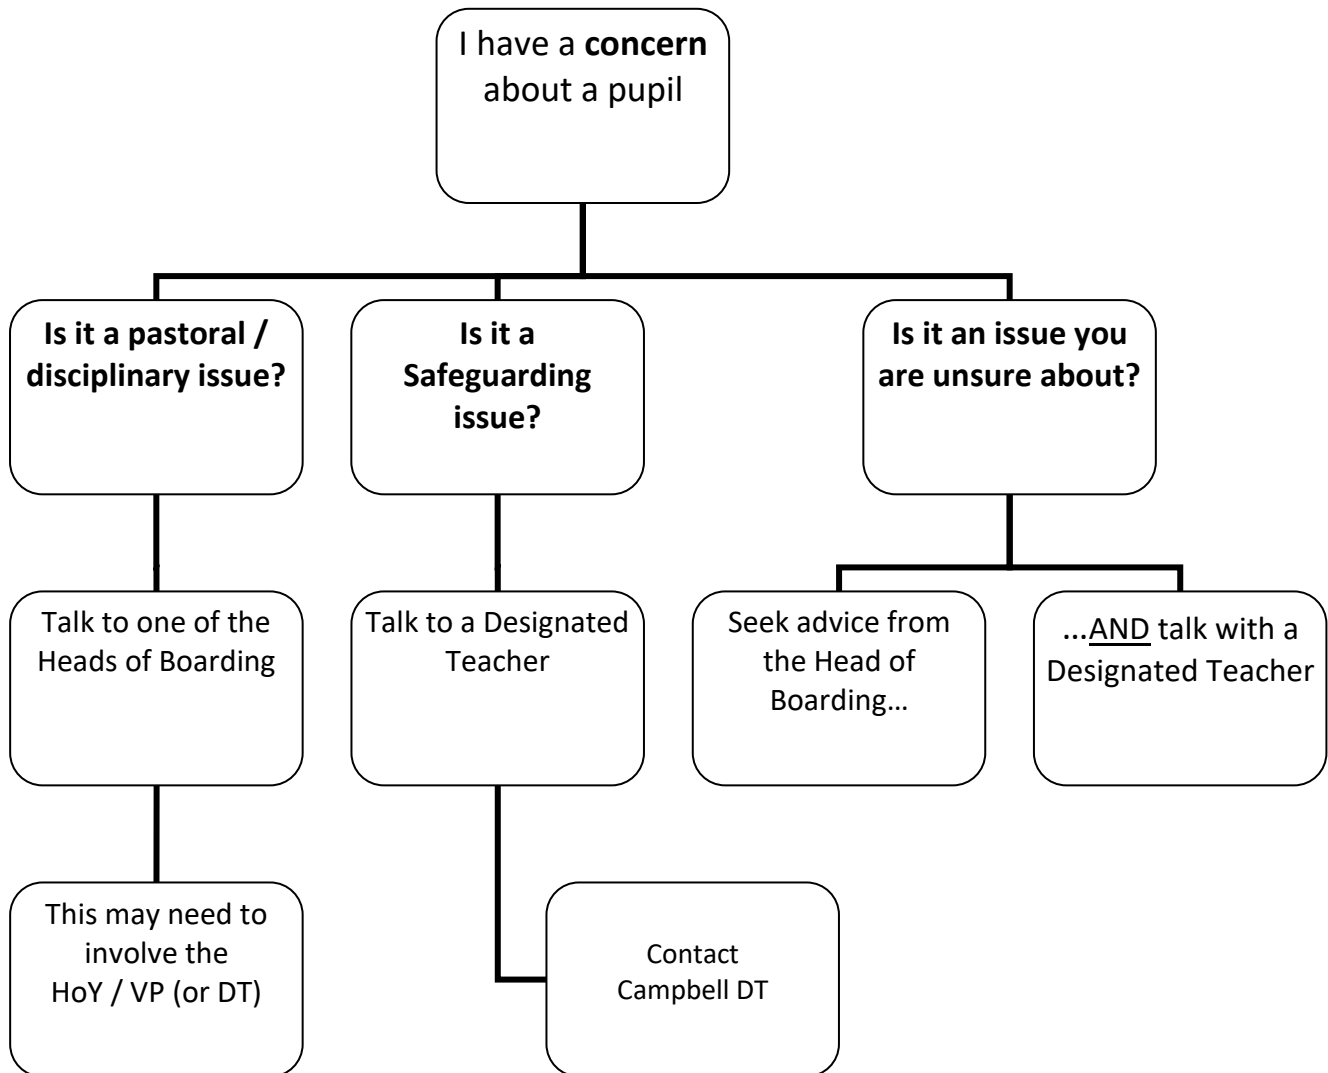 I have a concern
about a pupil
Is it a pastoral /
disciplinary issue?
Is it a
Safeguarding
issue?
Is it an issue you
are unsure about?
Talk to one of the
Heads of Boarding
Talk to a Designated
Teacher
Seek advice from
the Head of
Boarding…
...AND talk with a
Designated Teacher
This may need to
involve the
HoY / VP (or DT)
Contact
Campbell DT